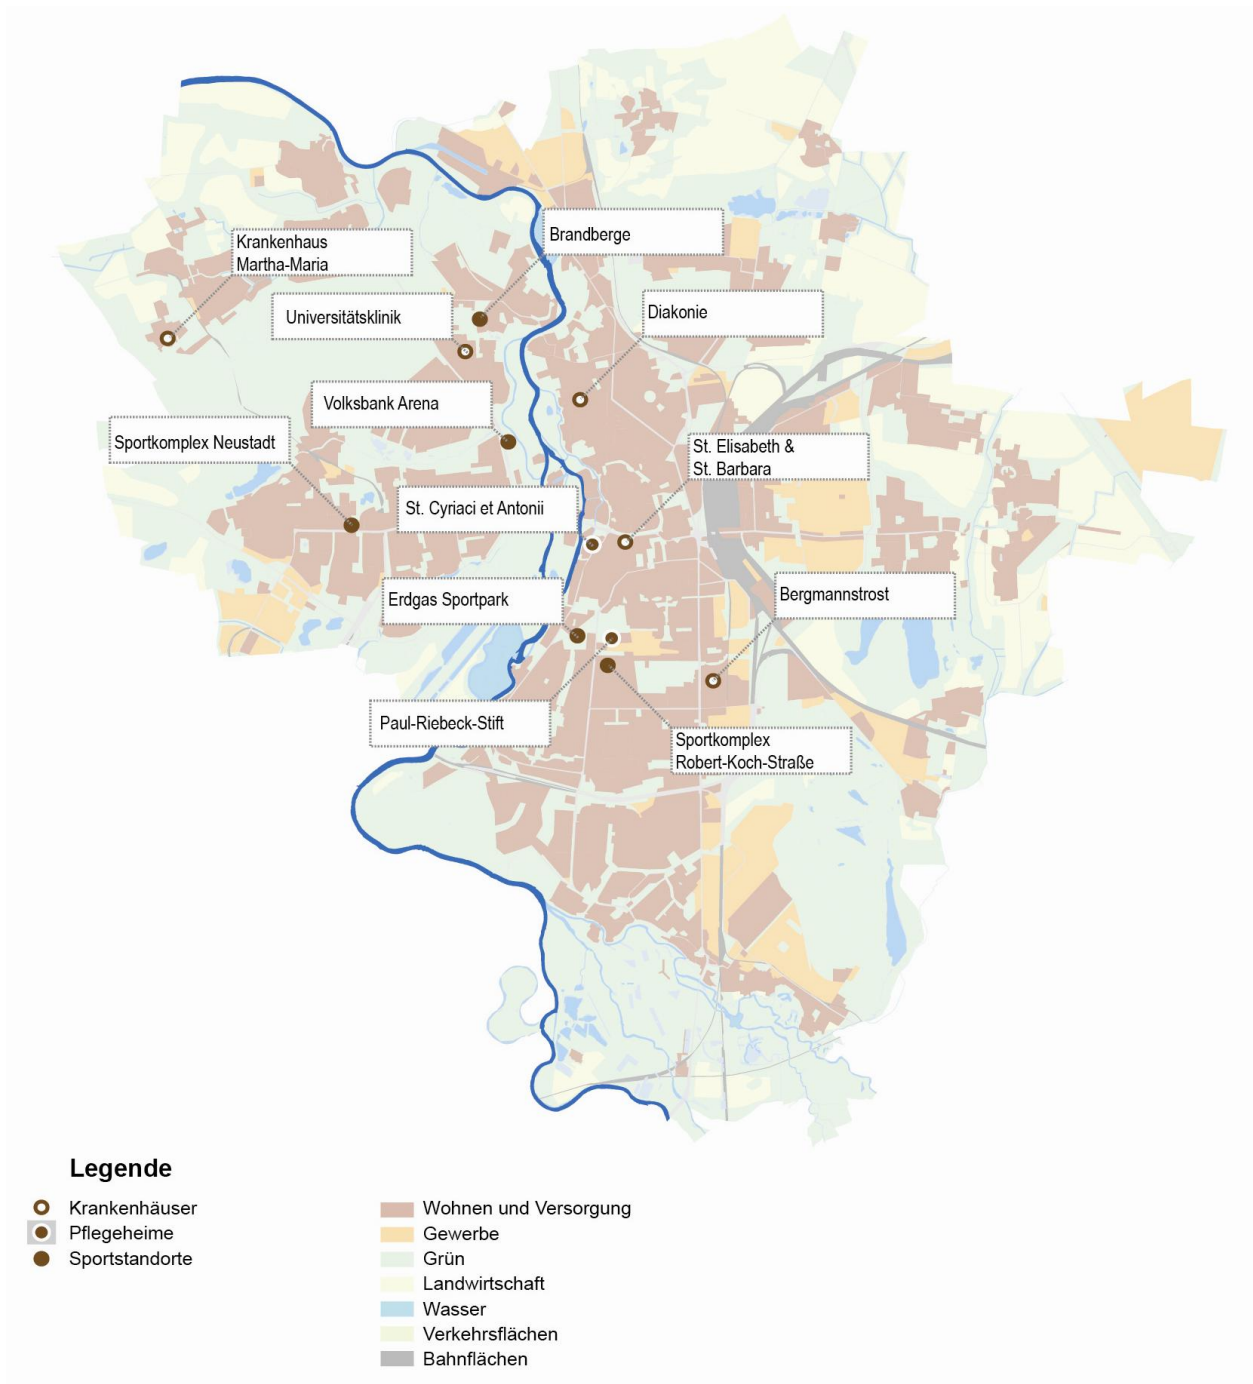 Brandberge
Krankenhaus
Martha-Maria
Universitätsklinik
Diakonie
Volksbank Arena
Sportkomplex Neustadt
St. Elisabeth &
St. Barbara
St. Cyriaci et Antonii
Erdgas Sportpark
Bergmannstrost
Paul-Riebeck-Stift
Sportkomplex
Robert-Koch-Straße
Legende
Krankenhäuser
Pflegeheime
Sportstandorte
Wohnen und Versorgung
Gewerbe
Grün
Landwirtschaft
Wasser
Verkehrsflächen
Bahnflächen